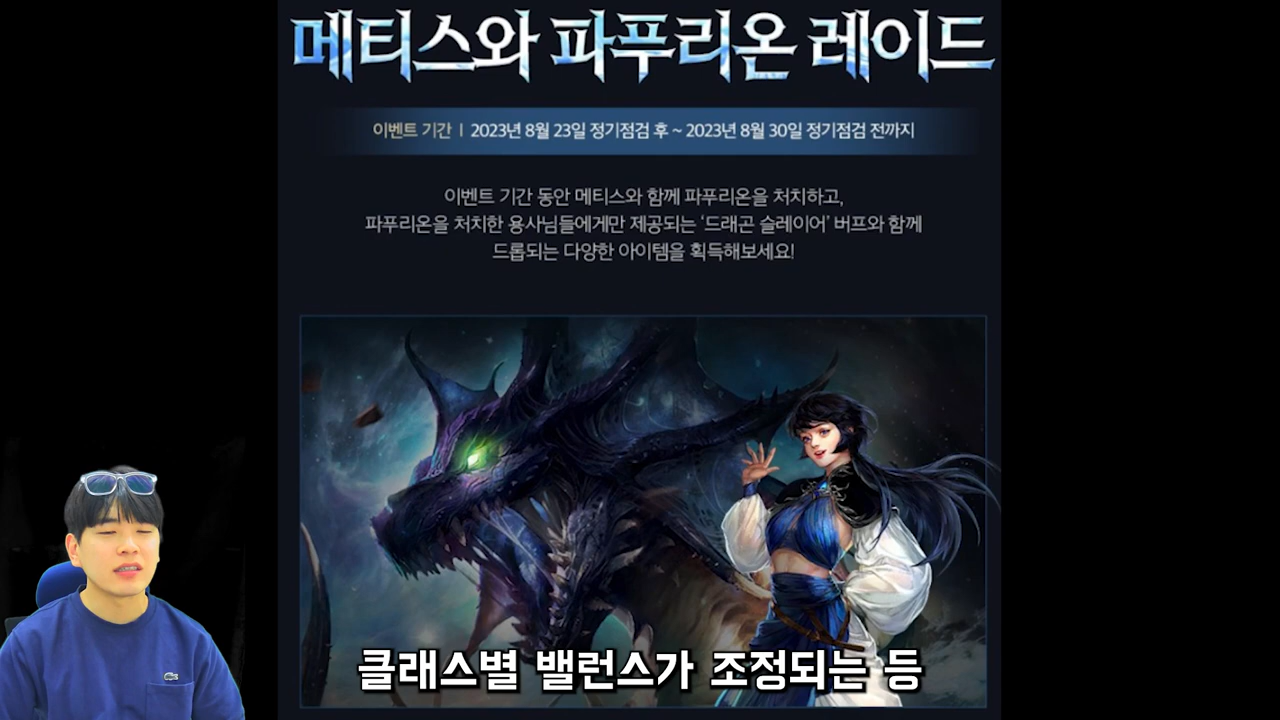 메티스와 파푸리온 레이드
이벤트 기간 | 2023년 8월 23일 정기점검 후 ~ 2023년 8월 30일 정기점검 전까지
이벤트 기간 동안 메티스와 함께 파푸리온을 처치하고,
파푸리온을 처치한 용사님들에게만 제공되는 '드래곤 슬레이어' 버프와 함께
드롭되는 다양한 아이템을 획득해보세요!
클래스별 밸런스가 조정되는 등